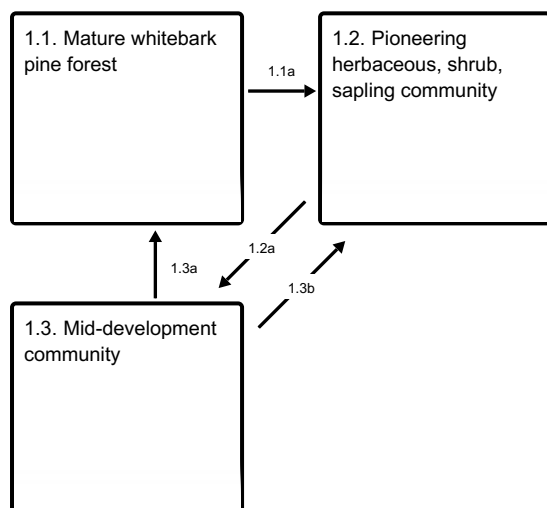 1.1. Mature whitebark
pine forest
1.1a
1.2. Pioneering
herbaceous, shrub,
sapling community
1.2a
1.3a
1.3b
1.3. Mid-development
community